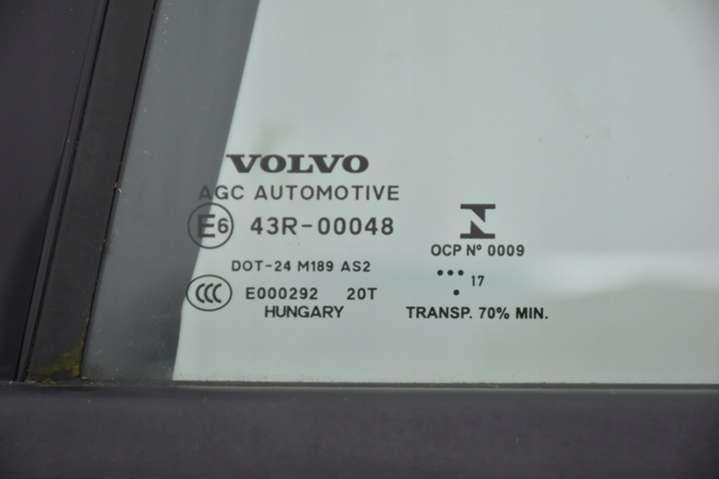 VOLVO
AGC AUTOMOTIVE
E6 43R-00048
DOT-24 M189 AS2
CCC E000292 20T
HUNGARY
OCP Nº 0009
••• 17
•
TRANSP. 70% MIN.